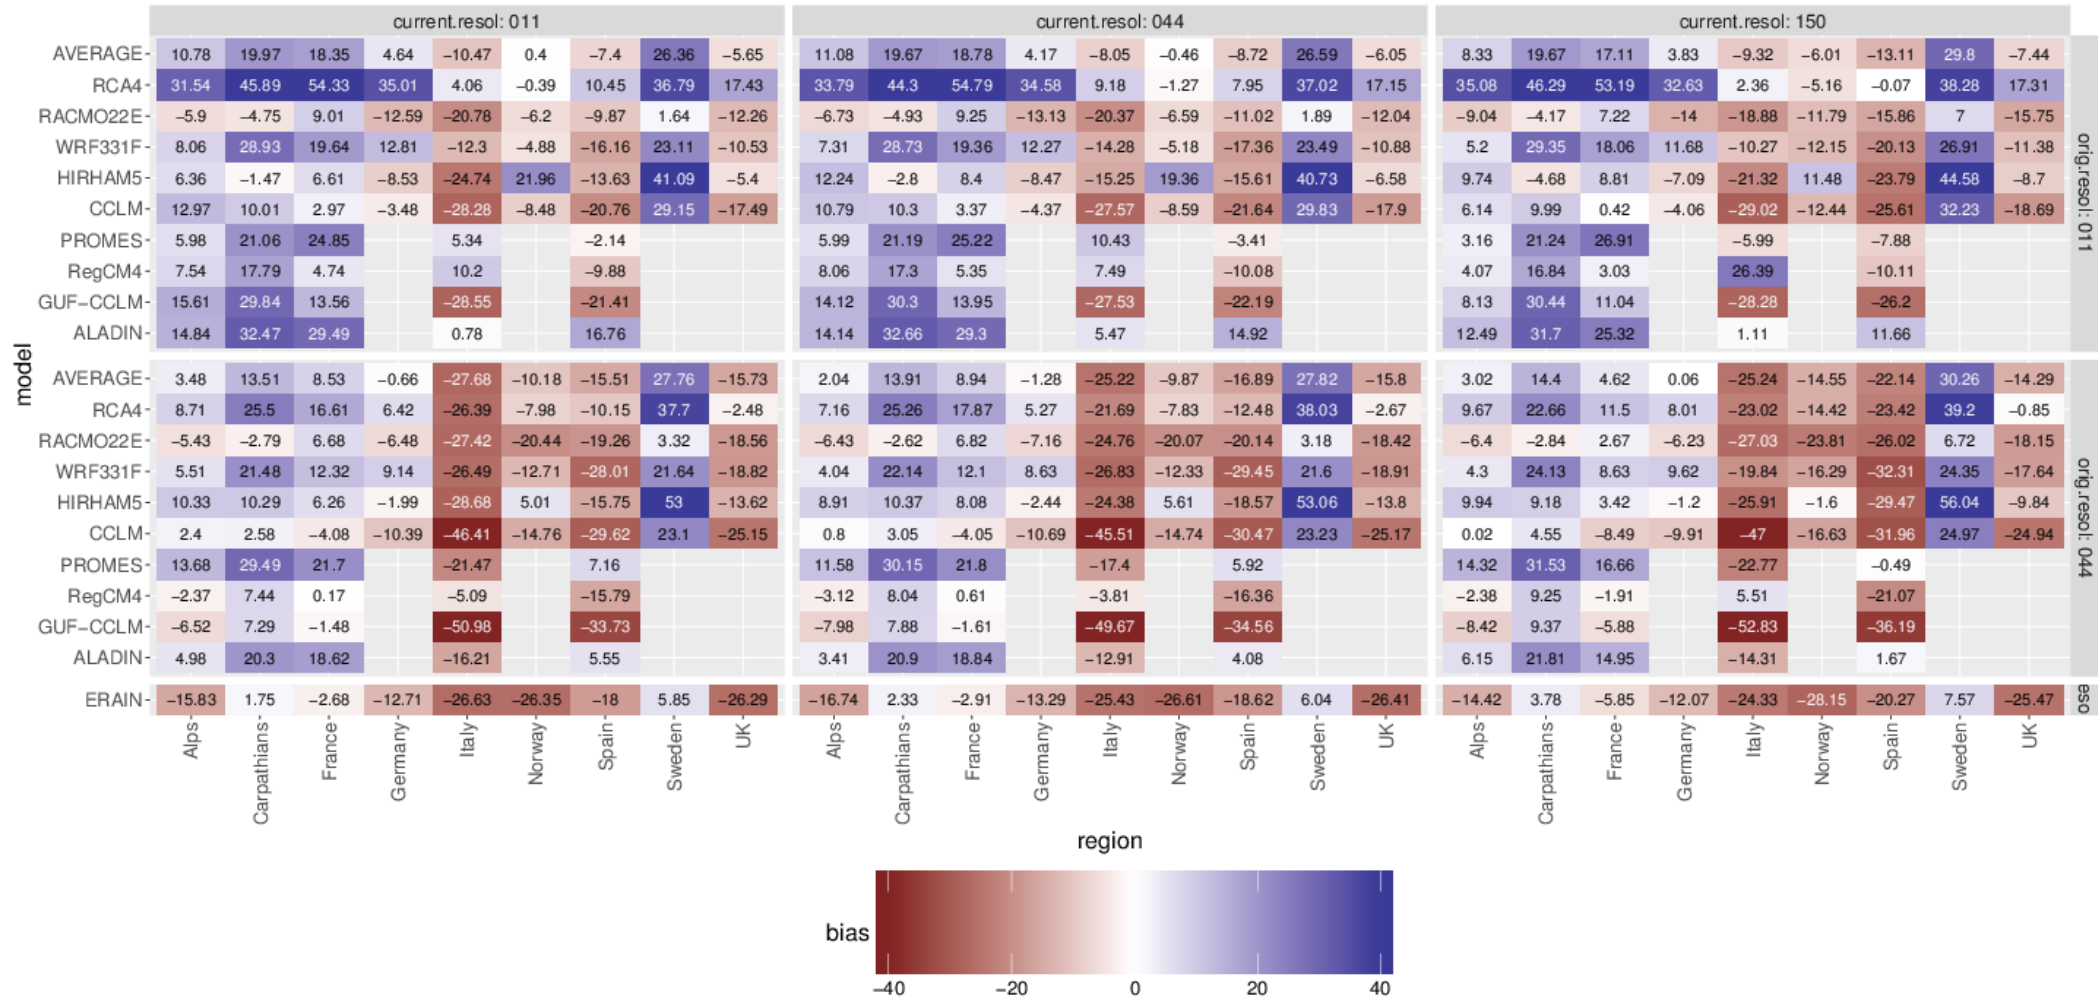 current.resol: 011 current.resol: 044 current.resol: 150
AVERAGE 10.78 19.97 18.35 4.64 −10.47 0.4 −7.4 26.36 −5.65 11.08 19.67 18.78 4.17 −8.05 −0.46 −8.72 26.59 −6.05 8.33 19.67 17.11 3.83 −9.32 −6.01 −13.11 29.8 −7.44
RCA4 31.54 45.89 54.33 35.01 4.06 −0.39 10.45 36.79 17.43 33.79 44.3 54.79 34.58 9.18 −1.27 7.95 37.02 17.15 35.08 46.29 53.19 32.63 2.36 −5.16 −0.07 38.28 17.31
RACMO22E −5.9 −4.75 9.01 −12.59 −20.78 −6.2 −9.87 1.64 −12.26 −6.73 −4.93 9.25 −13.13 −20.37 −6.59 −11.02 1.89 −12.04 −9.04 −4.17 7.22 −14 −18.88 −11.79 −15.86 7 −15.75
WRF331F 8.06 28.93 19.64 12.81 −12.3 −4.88 −16.16 23.11 −10.53 7.31 28.73 19.36 12.27 −14.28 −5.18 −17.36 23.49 −10.88 5.2 29.35 18.06 11.68 −10.27 −12.15 −20.13 26.91 −11.38
HIRHAM5 6.36 −1.47 6.61 −8.53 −24.74 21.96 −13.63 41.09 −5.4 12.24 −2.8 8.4 −8.47 −15.25 19.36 −15.61 40.73 −6.58 9.74 −4.68 8.81 −7.09 −21.32 11.48 −23.79 44.58 −8.7
CCLM 12.97 10.01 2.97 −3.48 −28.28 −8.48 −20.76 29.15 −17.49 10.79 10.3 3.37 −4.37 −27.57 −8.59 −21.64 29.83 −17.9 6.14 9.99 0.42 −4.06 −29.02 −12.44 −25.61 32.23 −18.69
PROMES 5.98 21.06 24.85 5.34 −2.14 5.99 21.19 25.22 10.43 −3.41 3.16 21.24 26.91 −5.99 −7.88
RegCM4 7.54 17.79 4.74 10.2 −9.88 8.06 17.3 5.35 7.49 −10.08 4.07 16.84 3.03 26.39 −10.11
GUF−CCLM 15.61 29.84 13.56 −28.55 −21.41 14.12 30.3 13.95 −27.53 −22.19 8.13 30.44 11.04 −28.28 −26.2
ALADIN 14.84 32.47 29.49 0.78 16.76 14.14 32.66 29.3 5.47 14.92 12.49 31.7 25.32 1.11 11.66
orig.resol: 011
AVERAGE 3.48 13.51 8.53 −0.66 −27.68 −10.18 −15.51 27.76 −15.73 2.04 13.91 8.94 −1.28 −25.22 −9.87 −16.89 27.82 −15.8 3.02 14.4 4.62 0.06 −25.24 −14.55 −22.14 30.26 −14.29
RCA4 8.71 25.5 16.61 6.42 −26.39 −7.98 −10.15 37.7 −2.48 7.16 25.26 17.87 5.27 −21.69 −7.83 −12.48 38.03 −2.67 9.67 22.66 11.5 8.01 −23.02 −14.42 −23.42 39.2 −0.85
RACMO22E −5.43 −2.79 6.68 −6.48 −27.42 −20.44 −19.26 3.32 −18.56 −6.43 −2.62 6.82 −7.16 −24.76 −20.07 −20.14 3.18 −18.42 −6.4 −2.84 2.67 −6.23 −27.03 −23.81 −26.02 6.72 −18.15
WRF331F 5.51 21.48 12.32 9.14 −26.49 −12.71 −28.01 21.64 −18.82 4.04 22.14 12.1 8.63 −26.83 −12.33 −29.45 21.6 −18.91 4.3 24.13 8.63 9.62 −19.84 −16.29 −32.31 24.35 −17.64
HIRHAM5 10.33 10.29 6.26 −1.99 −28.68 5.01 −15.75 53 −13.62 8.91 10.37 8.08 −2.44 −24.38 5.61 −18.57 53.06 −13.8 9.94 9.18 3.42 −1.2 −25.91 −1.6 −29.47 56.04 −9.84
CCLM 2.4 2.58 −4.08 −10.39 −46.41 −14.76 −29.62 23.1 −25.15 0.8 3.05 −4.05 −10.69 −45.51 −14.74 −30.47 23.23 −25.17 0.02 4.55 −8.49 −9.91 −47 −16.63 −31.96 24.97 −24.94
PROMES 13.68 29.49 21.7 −21.47 7.16 11.58 30.15 21.8 −17.4 5.92 14.32 31.53 16.66 −22.77 −0.49
RegCM4 −2.37 7.44 0.17 −5.09 −15.79 −3.12 8.04 0.61 −3.81 −16.36 −2.38 9.25 −1.91 5.51 −21.07
GUF−CCLM −6.52 7.29 −1.48 −50.98 −33.73 −7.98 7.88 −1.61 −49.67 −34.56 −8.42 9.37 −5.88 −52.83 −36.19
ALADIN 4.98 20.3 18.62 −16.21 5.55 3.41 20.9 18.84 −12.91 4.08 6.15 21.81 14.95 −14.31 1.67
orig.resol: 044
ERAIN −15.83 1.75 −2.68 −12.71 −26.63 −26.35 −18 5.85 −26.29 −16.74 2.33 −2.91 −13.29 −25.43 −26.61 −18.62 6.04 −26.41 −14.42 3.78 −5.85 −12.07 −24.33 −28.15 −20.27 7.57 −25.47
eso
model
Alps Carpathians France Germany Italy Norway Spain Sweden UK Alps Carpathians France Germany Italy Norway Spain Sweden UK Alps Carpathians France Germany Italy Norway Spain Sweden UK
region
bias
−40 −20 0 20 40